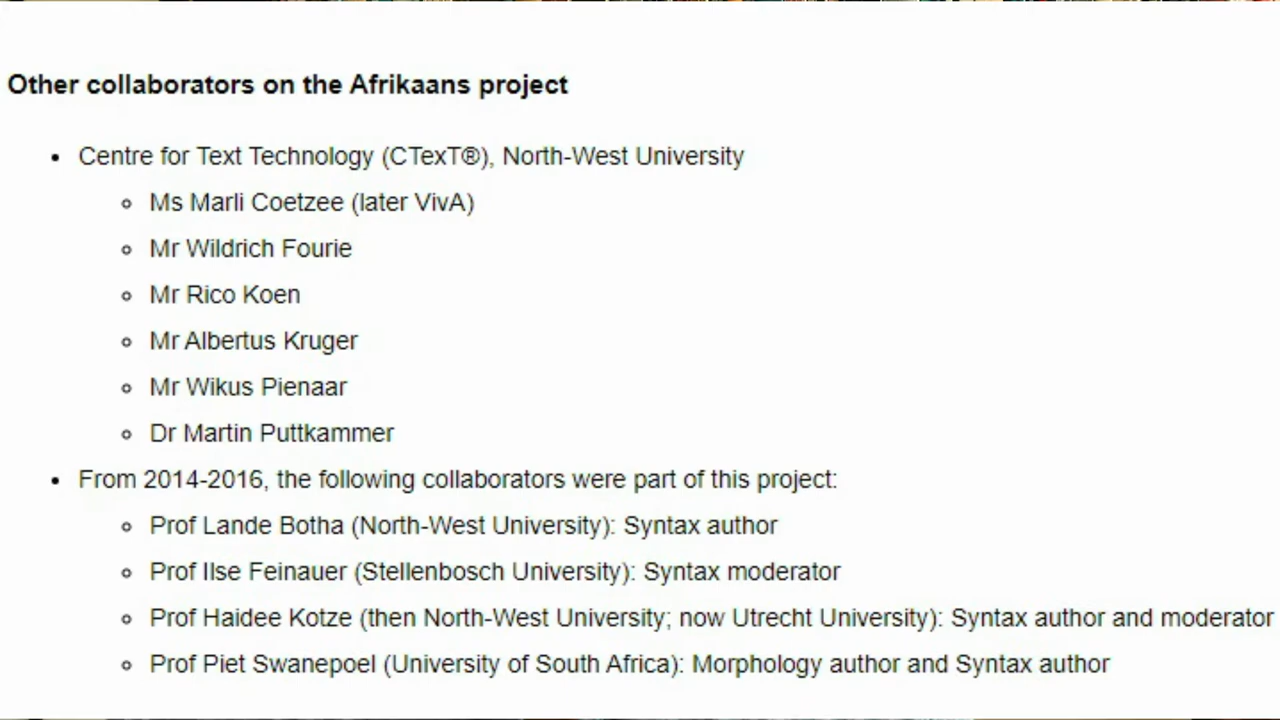 Other collaborators on the Afrikaans project
Centre for Text Technology (CTexT®), North-West University
Ms Marli Coetzee (later VivA)
Mr Wildrich Fourie
Mr Rico Koen
Mr Albertus Kruger
Mr Wikus Pienaar
Dr Martin Puttkammer
From 2014-2016, the following collaborators were part of this project:
Prof Lande Botha (North-West University): Syntax author
Prof Ilse Feinauer (Stellenbosch University): Syntax moderator
Prof Haidee Kotze (then North-West University; now Utrecht University): Syntax author and moderator
Prof Piet Swanepoel (University of South Africa): Morphology author and Syntax author